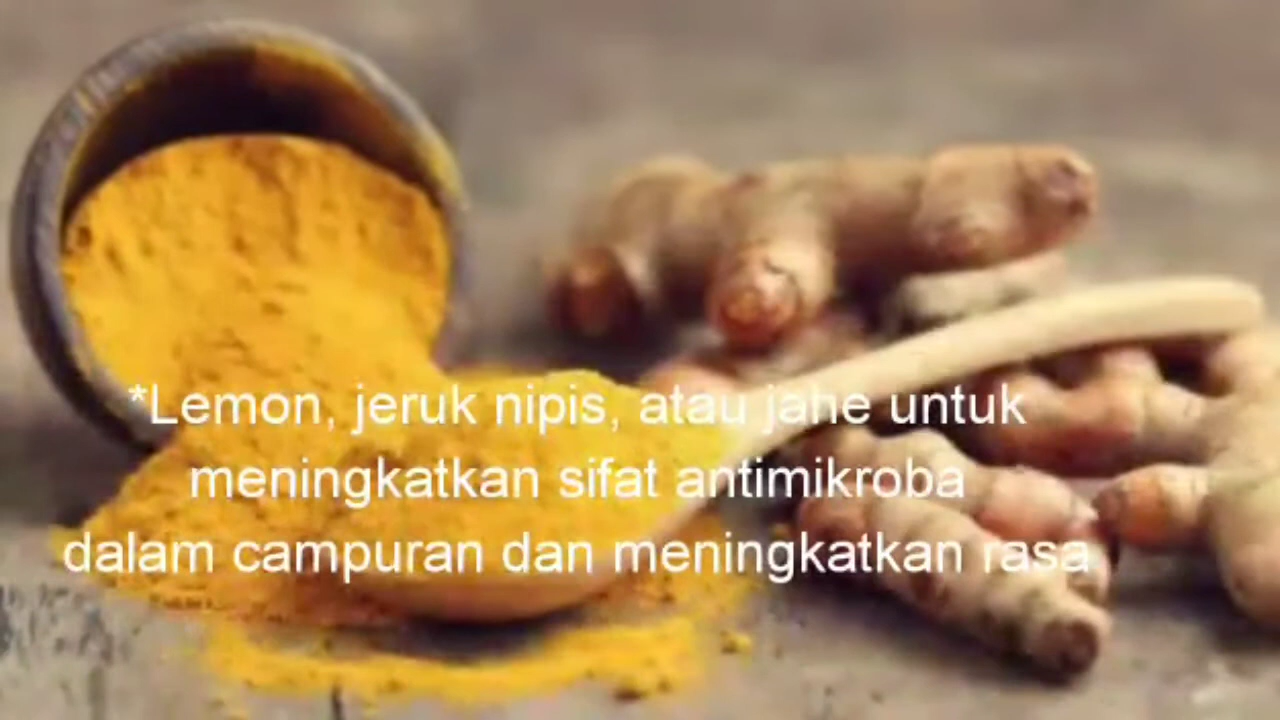 *Lemon, jeruk nipis, atau jahe untuk
meningkatkan sifat antimikroba
dalam campuran dan meningkatkan rasa